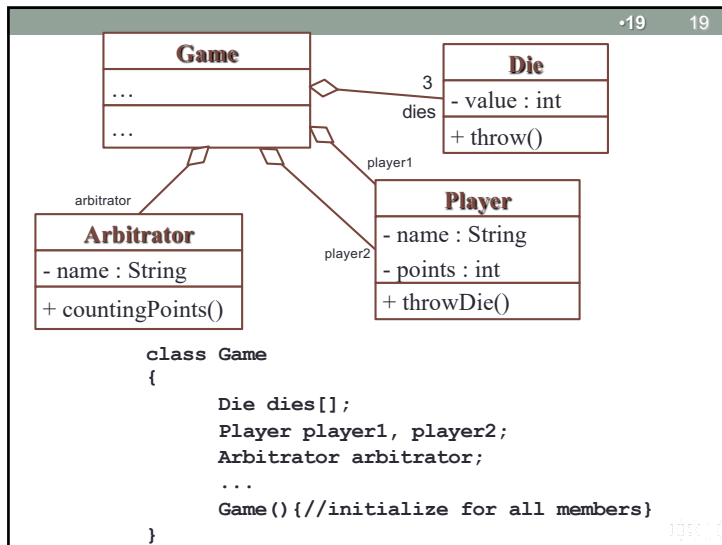 •19 19
Game
…
…
3
dies
Die
- value : int
+ throw()
player1
arbitrator
player2
Arbitrator
- name : String
+ countingPoints()
Player
- name : String
- points : int
+ throwDie()
class Game
{
Die dies[];
Player player1, player2;
Arbitrator arbitrator;
...
Game(){//initialize for all members}
}